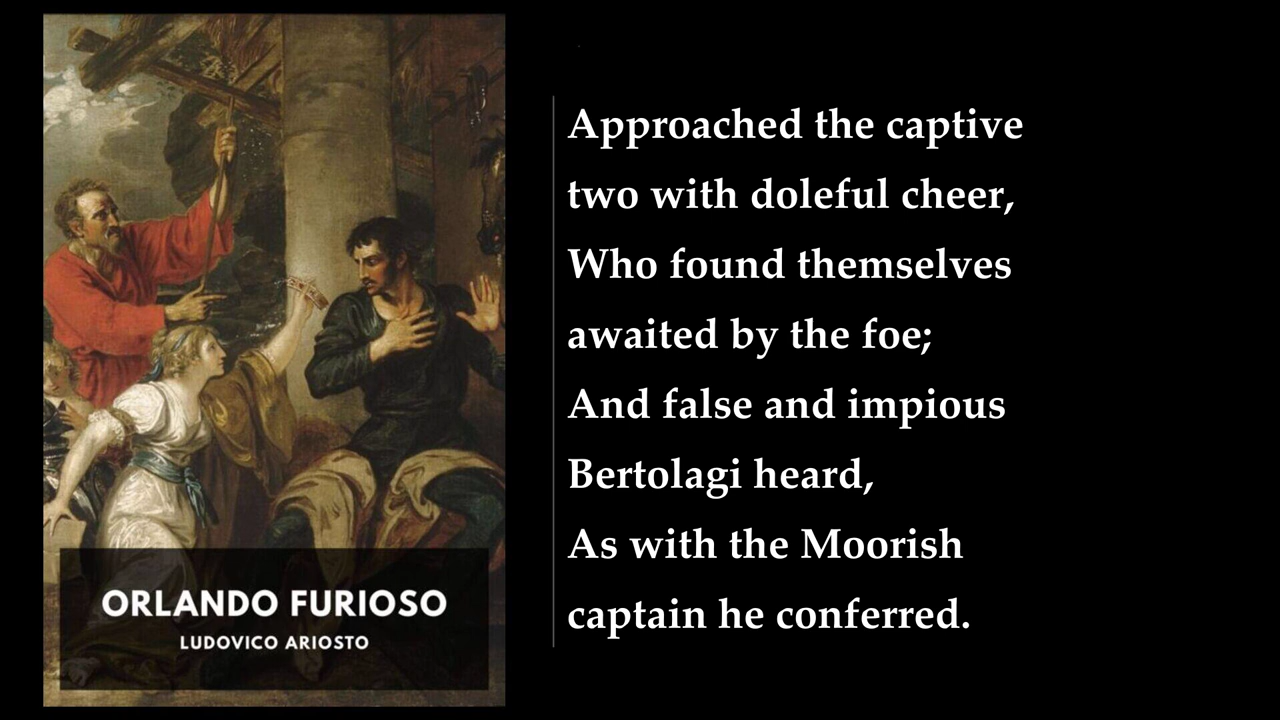 ORLANDO FURIOSO
LUDOVICO ARIOSTO
Approached the captive
two with doleful cheer,
Who found themselves
awaited by the foe;
And false and impious
Bertolagi heard,
As with the Moorish
captain he conferred.